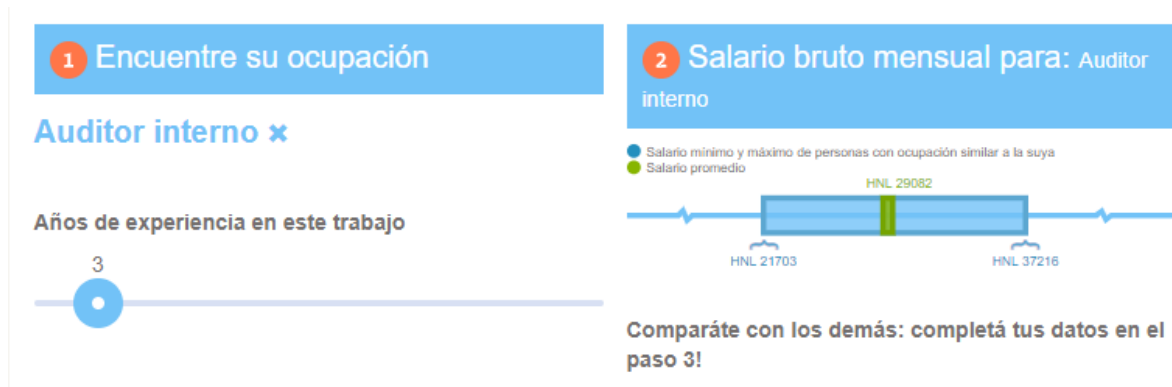 1 Encuentre su ocupación
Auditor interno ✖
Años de experiencia en este trabajo
3
2 Salario bruto mensual para: Auditor
interno
Salario mínimo y máximo de personas con ocupación similar a la suya
Salario promedio
HNL 29082
HNL 21703
HNL 37216
Comparáte con los demás: completá tus datos en el
paso 3!